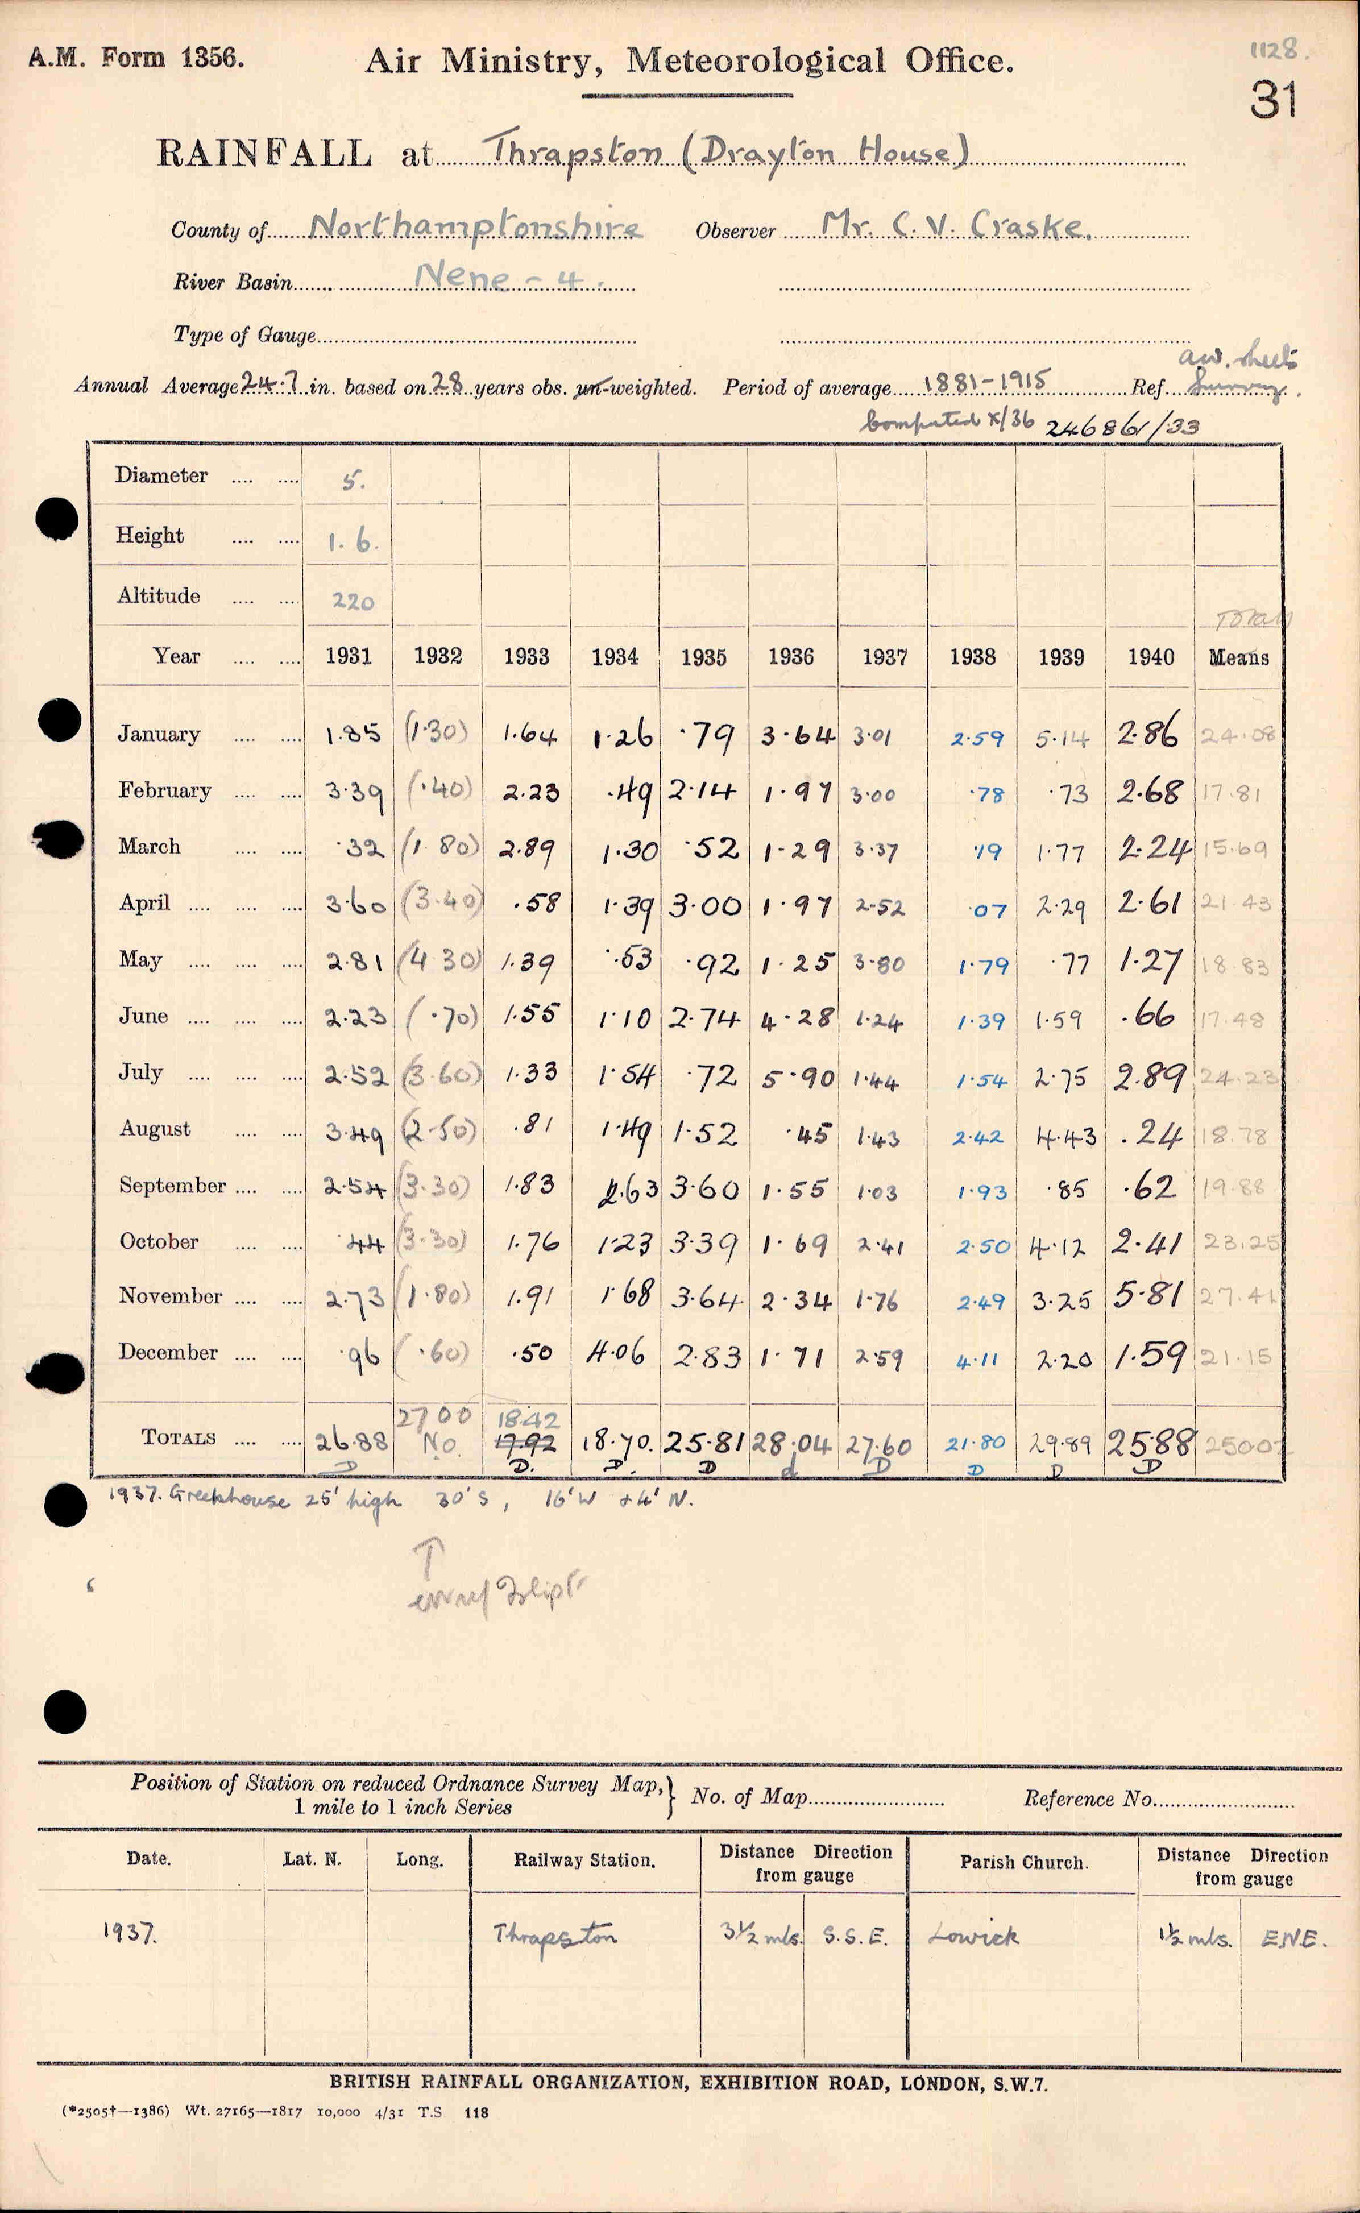 A.M. Form 1356.
Air Ministry, Meteorological Office.
1128.
31
RAINFALL at Thrapston (Drayton House)
County of Northamptonshire Observer Mr. C. V. Craske.
River Basin Nene - 4.
Type of Gauge
aw. sheets
Annual Average 24.7 in. based on 28 years obs. un-weighted. Period of average 1881-1915 Ref. Survey.
Computed x/36 246861/33
Diameter 5.
Height 1.6.
Altitude 220
Totals
Year 1931 1932 1933 1934 1935 1936 1937 1938 1939 1940 Means
January 1.85 (1.30) 1.64 1.26 .79 3.64 3.01 2.59 5.14 2.86 24.08
February 3.39 (.40) 2.23 .49 2.14 1.97 3.00 .78 .73 2.68 17.81
March .32 (1.80) 2.89 1.30 .52 1.29 3.37 .19 1.77 2.24 15.69
April 3.60 (3.40) .58 1.39 3.00 1.97 2.52 .07 2.29 2.61 21.43
May 2.81 (4.30) 1.39 .53 .92 1.25 3.80 1.79 .77 1.27 18.83
June 2.23 (.70) 1.55 1.10 2.74 4.28 1.24 1.39 1.59 .66 17.48
July 2.52 (3.60) 1.33 1.54 .72 5.90 1.44 1.54 2.75 2.89 24.23
August 3.49 (2.50) .81 1.49 1.52 .45 1.43 2.42 4.43 .24 18.78
September 2.54 (3.30) 1.83 2.63 3.60 1.55 1.03 1.93 .85 .62 19.88
October .44 (3.30) 1.76 1.23 3.39 1.69 2.41 2.50 4.12 2.41 23.25
November 2.73 (1.80) 1.91 1.68 3.64 2.34 1.76 2.49 3.25 5.81 27.41
December .96 (.60) .50 4.06 2.83 1.71 2.59 4.11 2.20 1.59 21.15
27.00 18.42
TOTALS 26.88 No. 17.92 18.70. 25.81 28.04 27.60 21.80 29.89 25.88 250.02
D D. D. D d D D D D
1937. Greenhouse 25' high 30' S, 16' W + 4' N.
Position of Station on reduced Ordnance Survey Map, 1 mile to 1 inch Series } No. of Map Reference No.
Date. Lat. N. Long. Railway Station. Distance Direction from gauge Parish Church. Distance Direction from gauge
1937. Thrapston 3½ mls. S.S.E. Lowick 1½ mls. E.N.E.
BRITISH RAINFALL ORGANIZATION, EXHIBITION ROAD, LONDON, S.W.7.
(*2505†—1386) Wt. 27165—1817 10,000 4/31 T.S 118